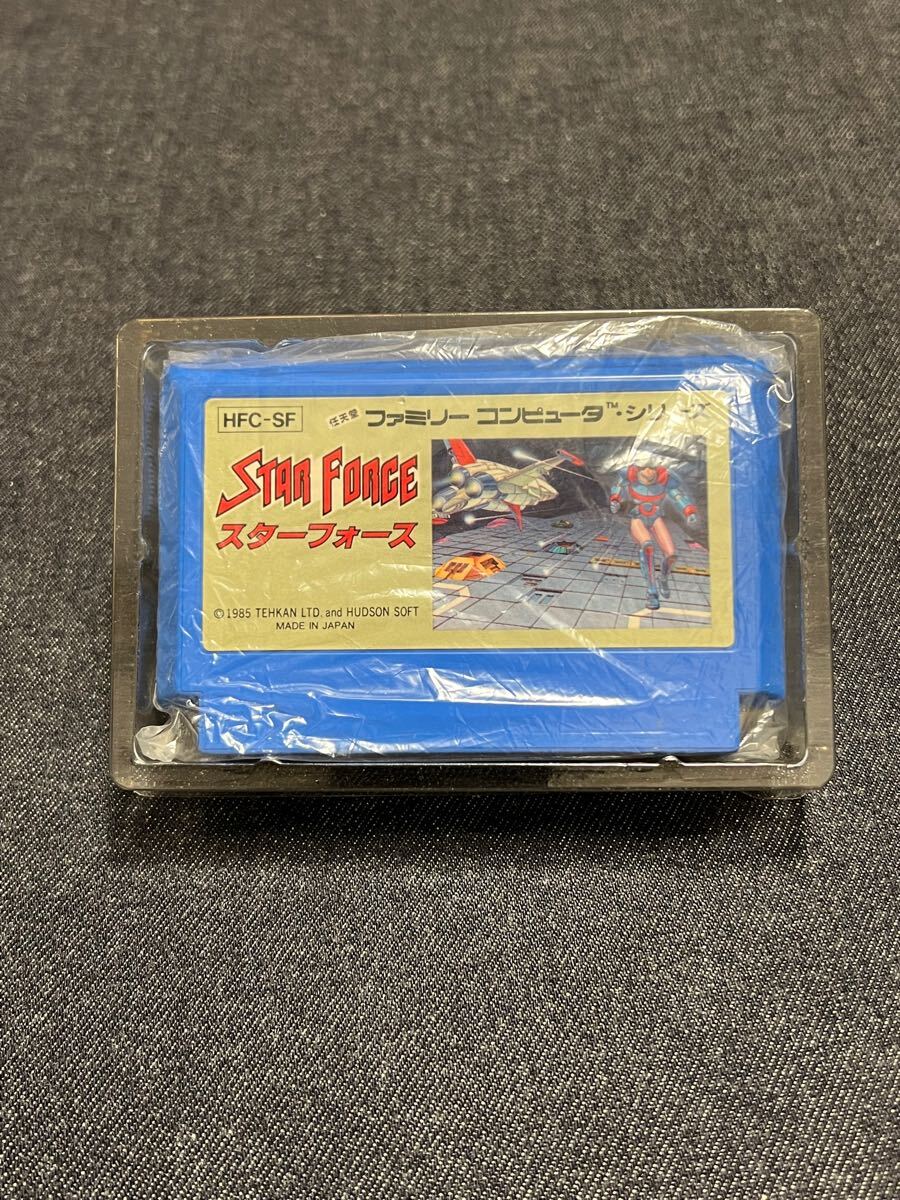 HFC-SF
任天堂 ファミリー コンピュータ™・シリーズ
STAR FORCE
スターフォース
©1985 TEHKAN LTD. and HUDSON SOFT
MADE IN JAPAN